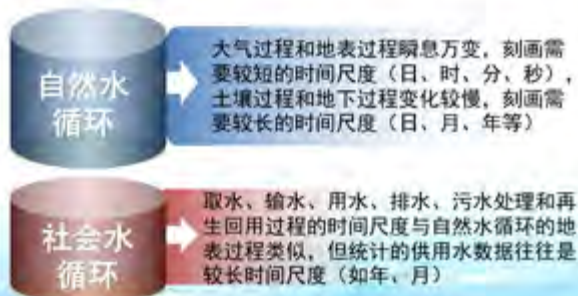 自然水
循环
大气过程和地表过程瞬息万变，刻画需
要较短的时间尺度（日、时、分、秒），
土壤过程和地下过程变化较慢，刻画需
要较长的时间尺度（日、月、年等）
社会水
循环
取水、输水、用水、排水、污水处理和再
生回用过程的时间尺度与自然水循环的地
表过程类似，但统计的供用水数据往往是
较长时间尺度（如年、月）